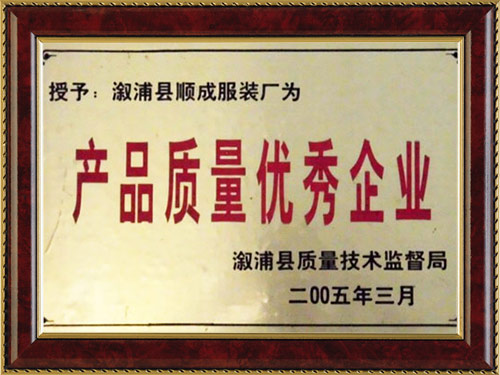 授予：溆浦县顺成服装厂为
产品质量优秀企业
溆浦县质量技术监督局
二00五年三月